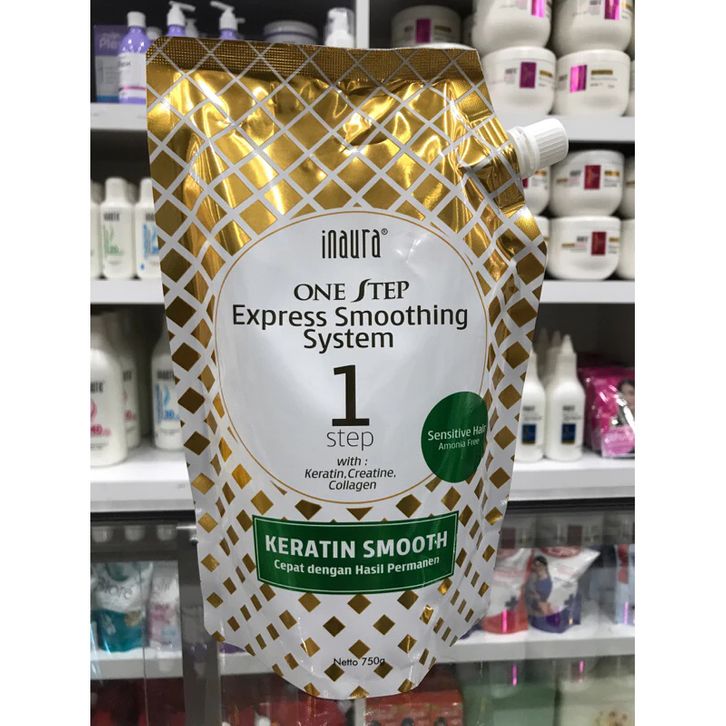 inaura®
ONE STEP
Express Smoothing
System
1
step
with :
Keratin, Creatine,
Collagen
Sensitive Hair
Amonia Free
KERATIN SMOOTH
Cepat dengan Hasil Permanen
Netto 750g